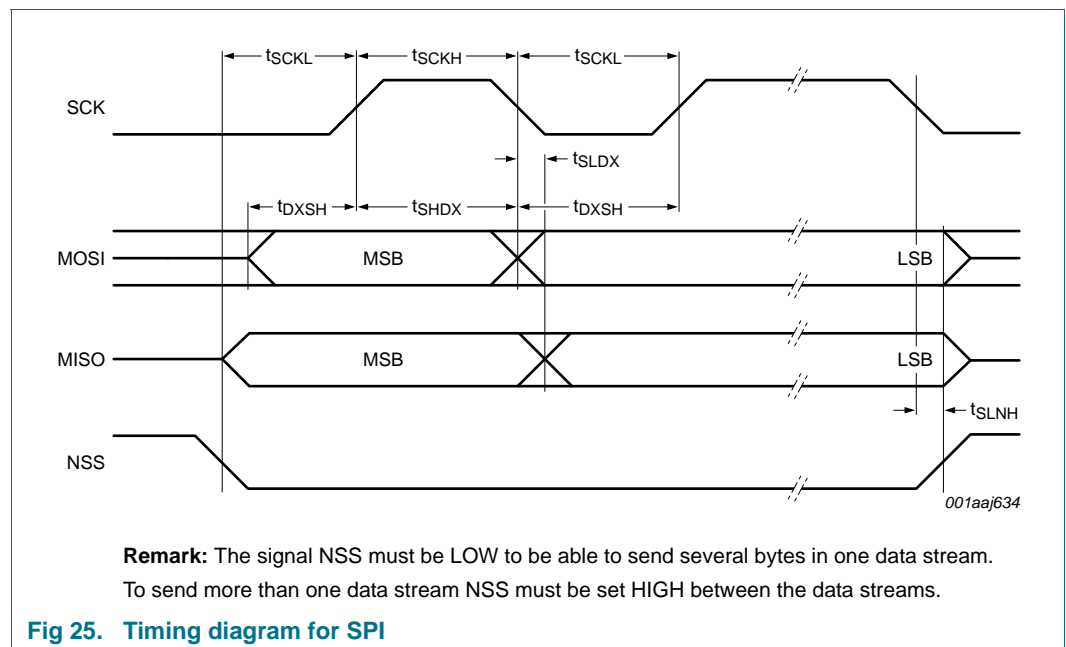 tSCKL tSCKH tSCKL
SCK
tSLDX
tDXSH tSHDX tDXSH
MOSI MSB LSB
MISO MSB LSB
tSLNH
NSS
001aaj634
Remark: The signal NSS must be LOW to be able to send several bytes in one data stream.
To send more than one data stream NSS must be set HIGH between the data streams.
Fig 25. Timing diagram for SPI